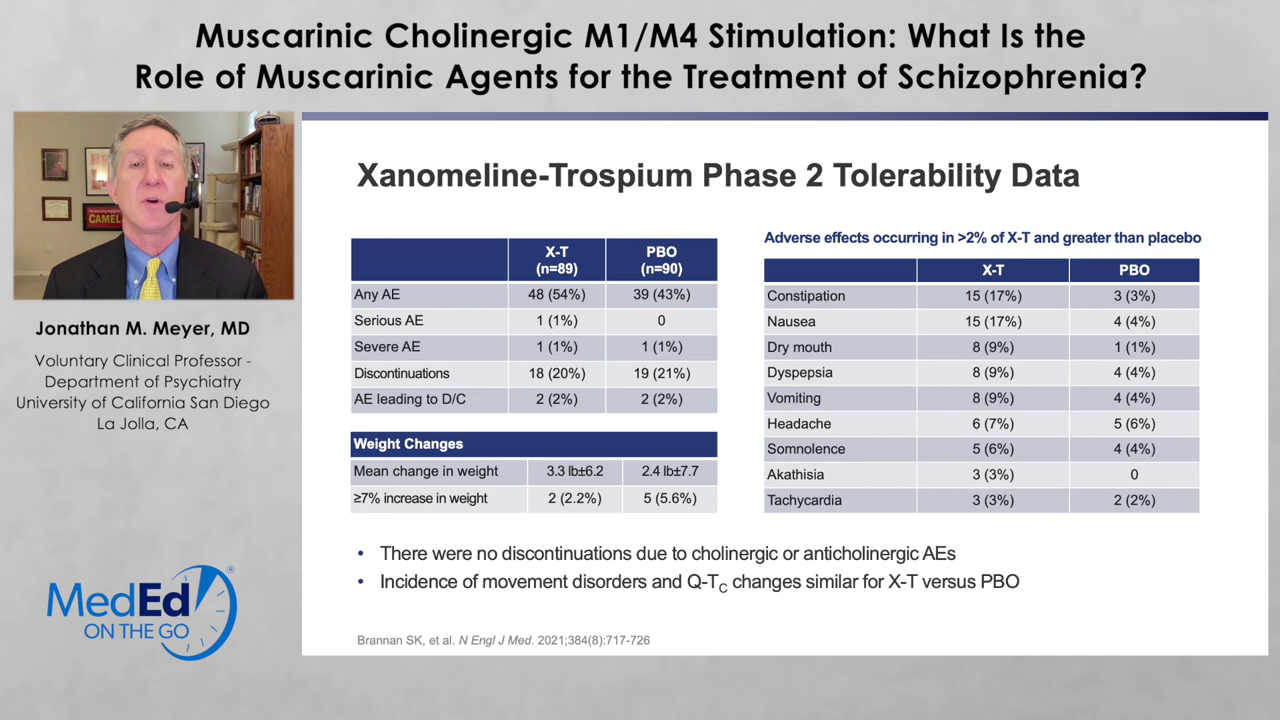 Muscarinic Cholinergic M1/M4 Stimulation: What Is the
Role of Muscarinic Agents for the Treatment of Schizophrenia?
CAMEL
Jonathan M. Meyer, MD
Voluntary Clinical Professor -
Department of Psychiatry
University of California San Diego
La Jolla, CA
MedEd®
ON THE GO
Xanomeline-Trospium Phase 2 Tolerability Data
X-T (n=89) PBO (n=90)
Any AE 48 (54%) 39 (43%)
Serious AE 1 (1%) 0
Severe AE 1 (1%) 1 (1%)
Discontinuations 18 (20%) 19 (21%)
AE leading to D/C 2 (2%) 2 (2%)
Weight Changes
Mean change in weight 3.3 lb±6.2 2.4 lb±7.7
≥7% increase in weight 2 (2.2%) 5 (5.6%)
Adverse effects occurring in >2% of X-T and greater than placebo
X-T PBO
Constipation 15 (17%) 3 (3%)
Nausea 15 (17%) 4 (4%)
Dry mouth 8 (9%) 1 (1%)
Dyspepsia 8 (9%) 4 (4%)
Vomiting 8 (9%) 4 (4%)
Headache 6 (7%) 5 (6%)
Somnolence 5 (6%) 4 (4%)
Akathisia 3 (3%) 0
Tachycardia 3 (3%) 2 (2%)
• There were no discontinuations due to cholinergic or anticholinergic AEs
• Incidence of movement disorders and Q-TC changes similar for X-T versus PBO
Brannan SK, et al. N Engl J Med. 2021;384(8):717-726